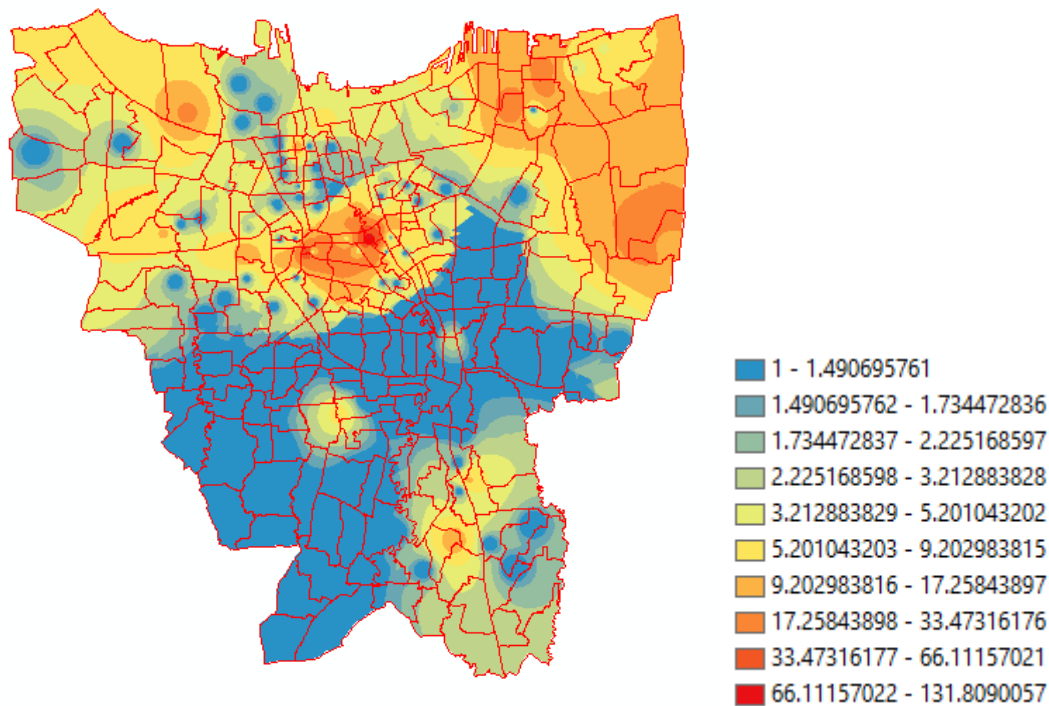 1 - 1.490695761
1.490695762 - 1.734472836
1.734472837 - 2.225168597
2.225168598 - 3.212883828
3.212883829 - 5.201043202
5.201043203 - 9.202983815
9.202983816 - 17.25843897
17.25843898 - 33.47316176
33.47316177 - 66.11157021
66.11157022 - 131.8090057